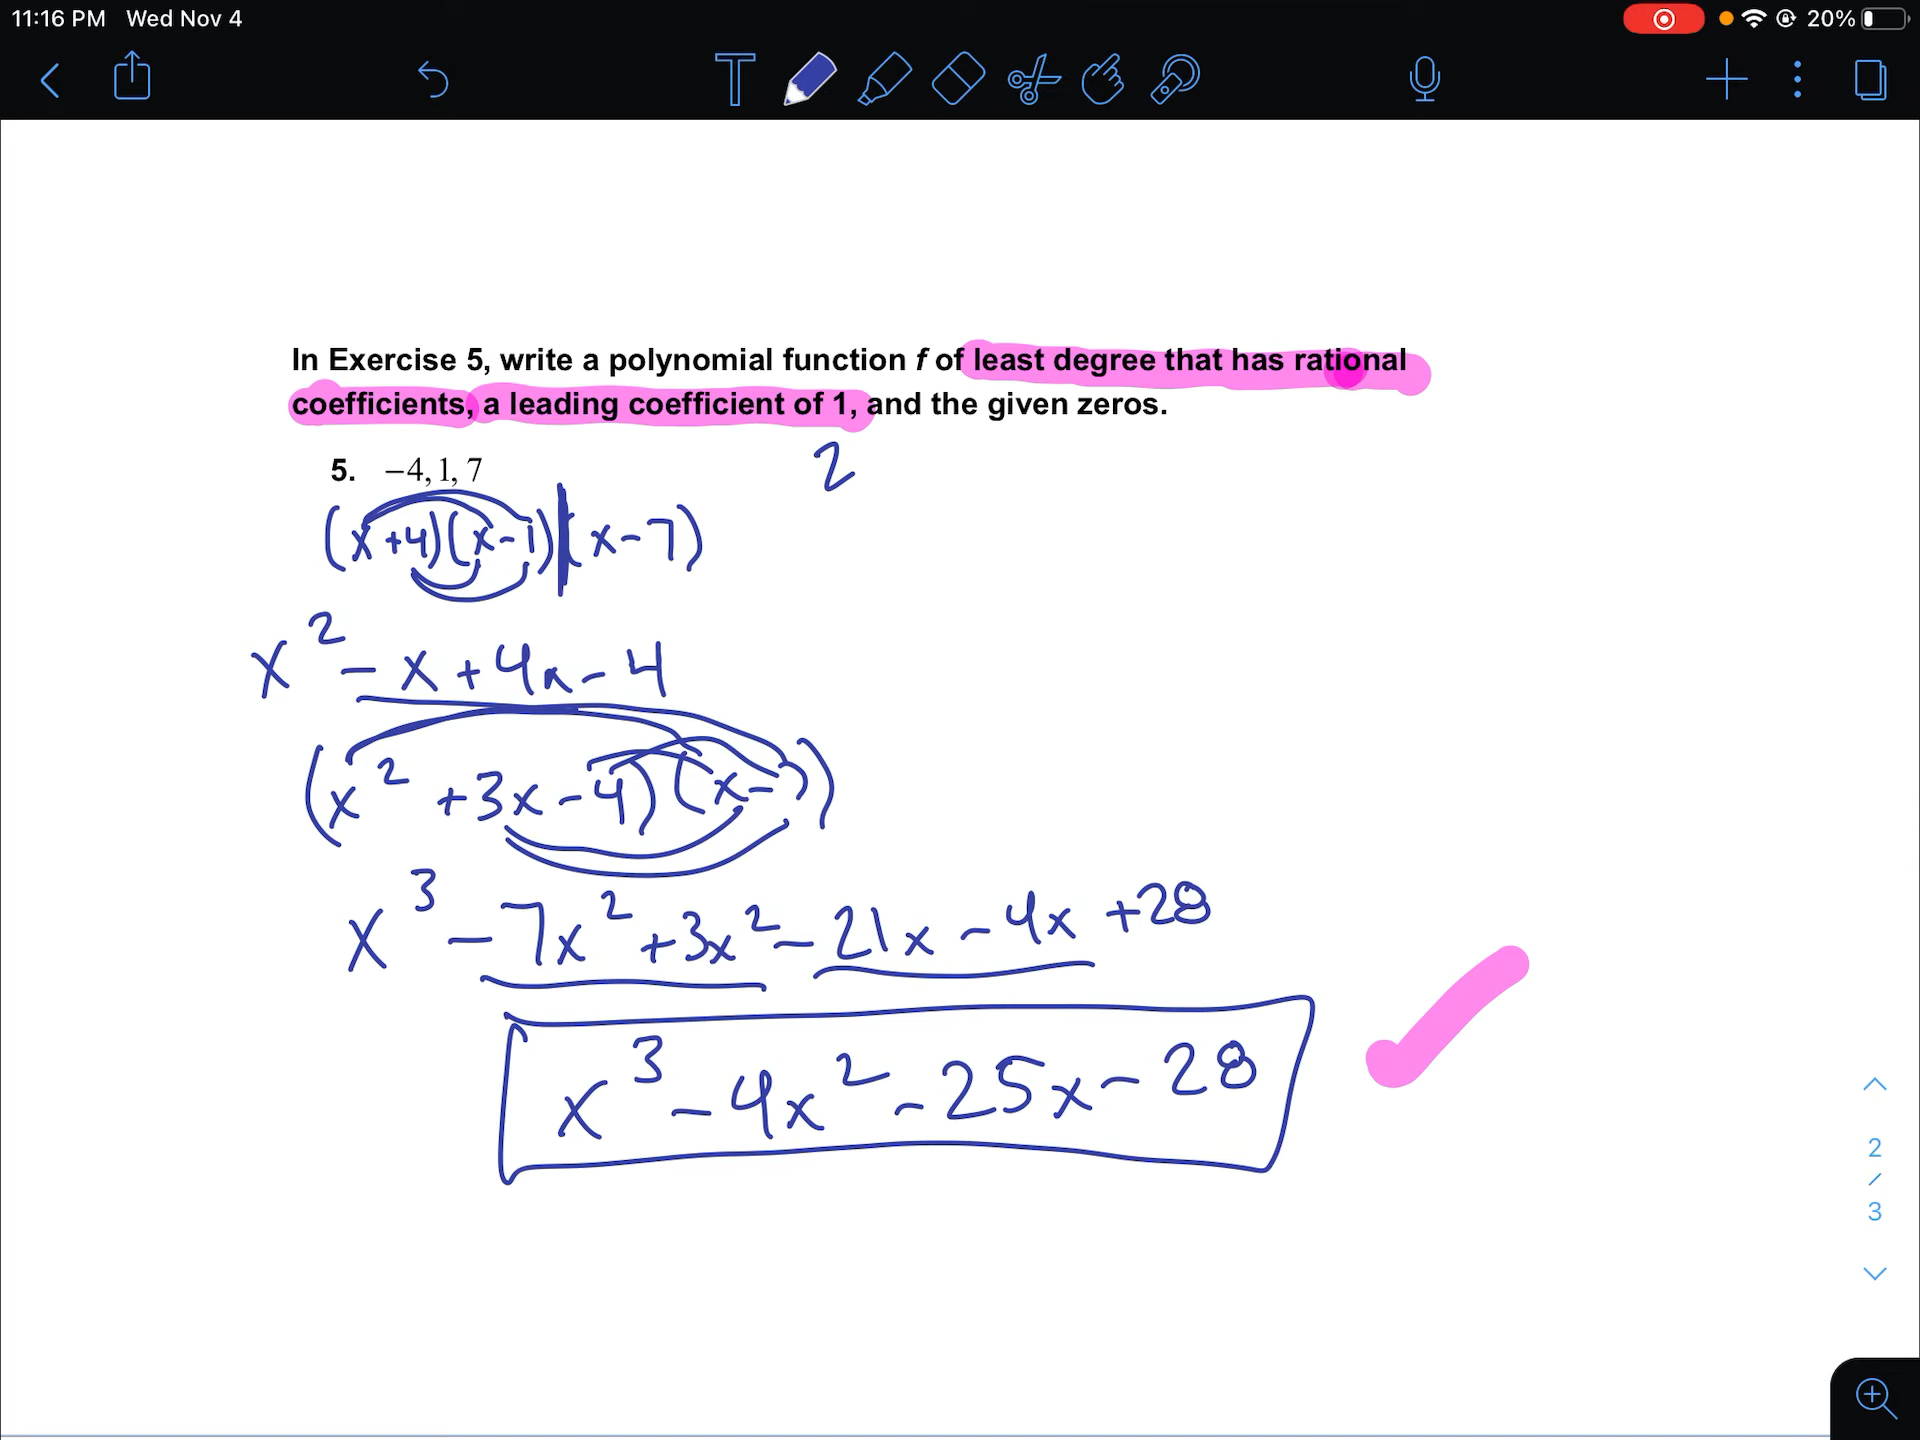 11:16 PM Wed Nov 4 20%
T
In Exercise 5, write a polynomial function f of least degree that has rational
coefficients, a leading coefficient of 1, and the given zeros.
5. −4, 1, 7
2
(x+4)(x-1)(x-7)
x² - x + 4x - 4
(x² + 3x - 4)(x-7)
x³ - 7x² + 3x² - 21x - 4x + 28
x³ - 4x² - 25x - 28
2
/
3